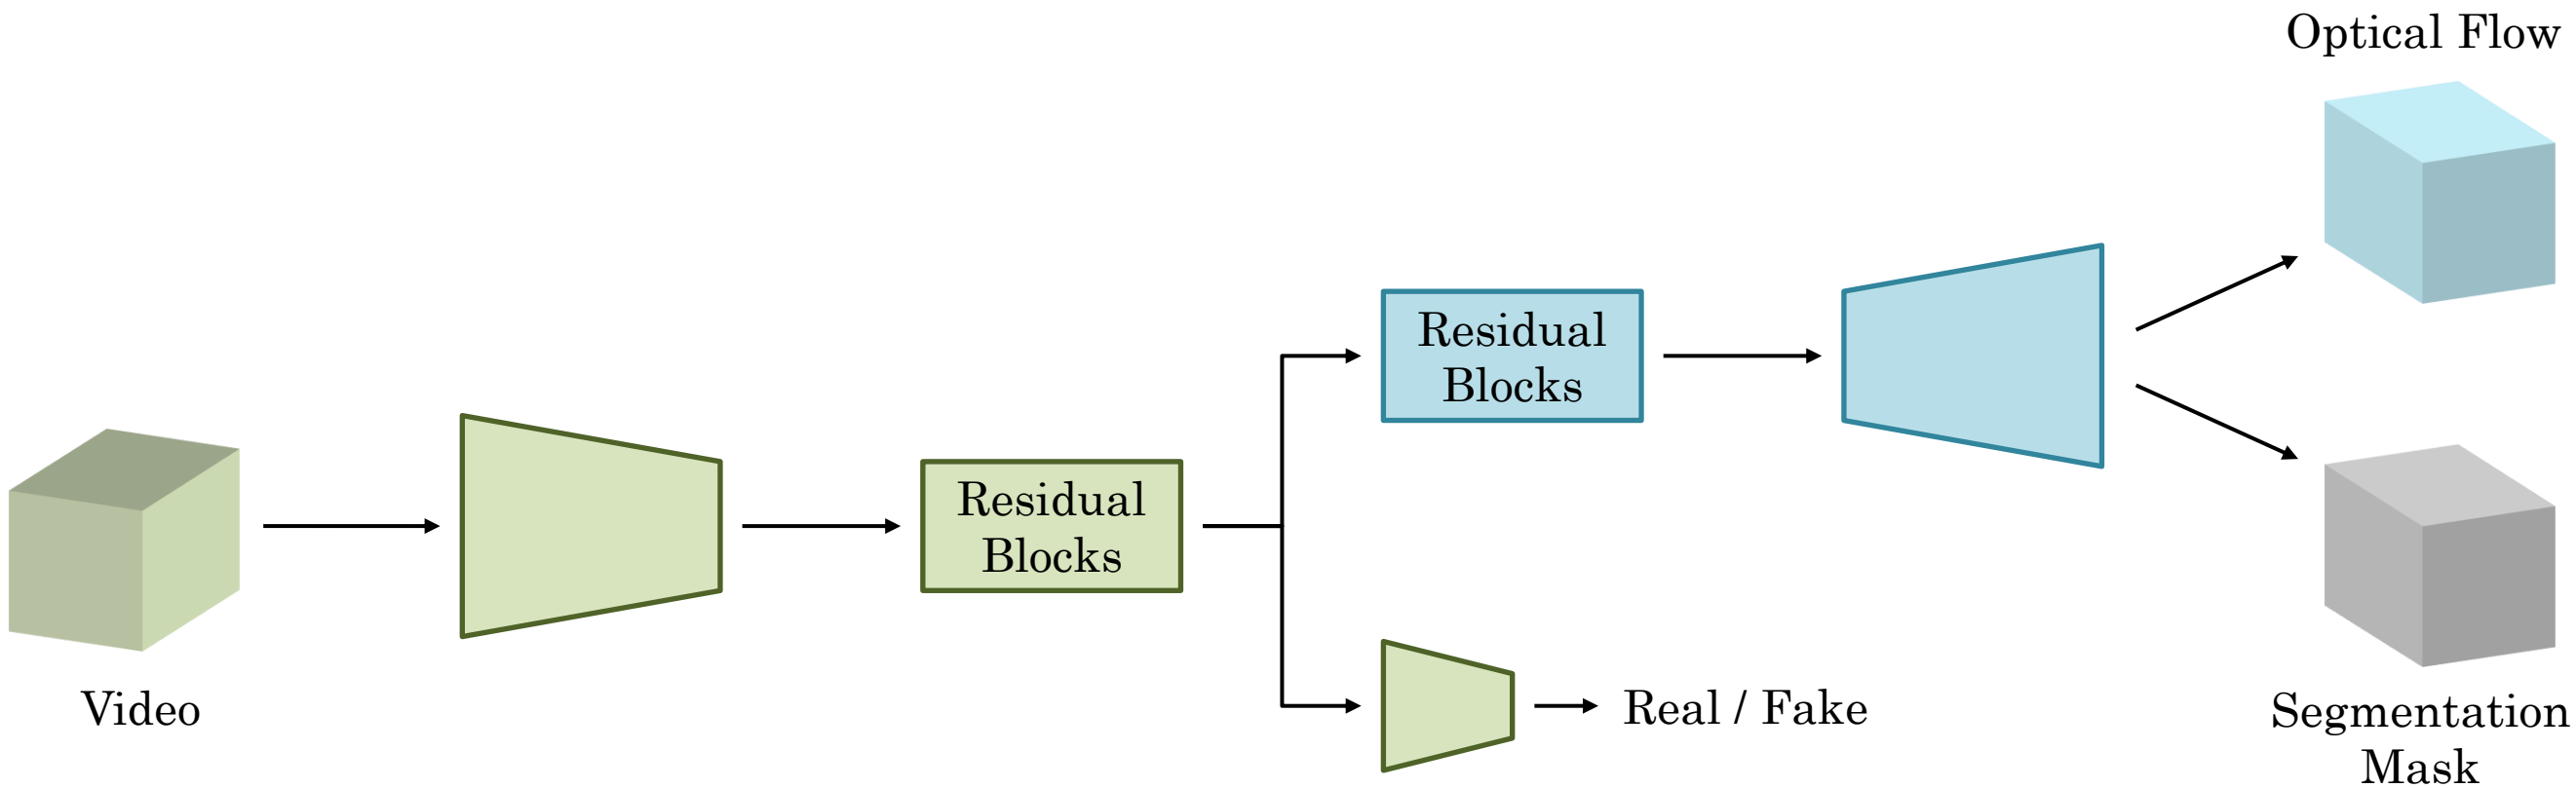 Optical Flow
Residual
Blocks
Residual
Blocks
Video
Real / Fake
Segmentation
Mask